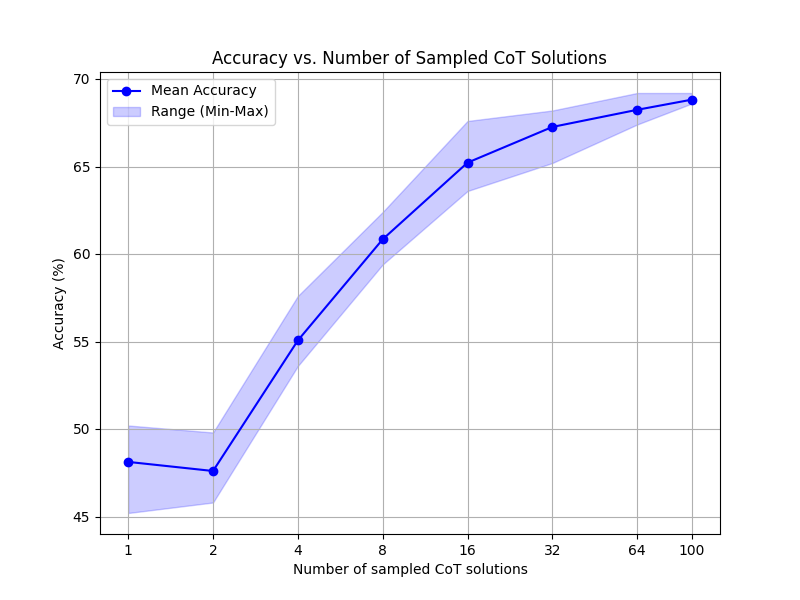 Accuracy vs. Number of Sampled CoT Solutions
Mean Accuracy
Range (Min-Max)
70
65
60
55
50
45
Accuracy (%)
1 2 4 8 16 32 64 100
Number of sampled CoT solutions